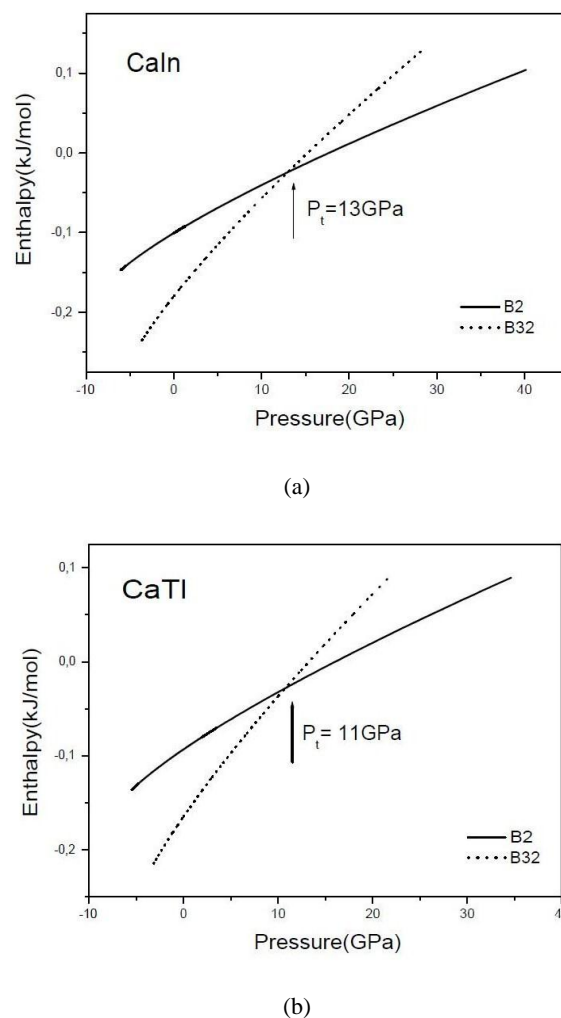 CaIn
Enthalpy(kJ/mol)
0,1
0,0
-0,1
-0,2
P_t=13GPa
B2
B32
-10 0 10 20 30 40
Pressure(GPa)
(a)
CaTl
Enthalpy(kJ/mol)
0,1
0,0
-0,1
-0,2
P_t= 11GPa
B2
B32
-10 0 10 20 30 4
Pressure(GPa)
(b)